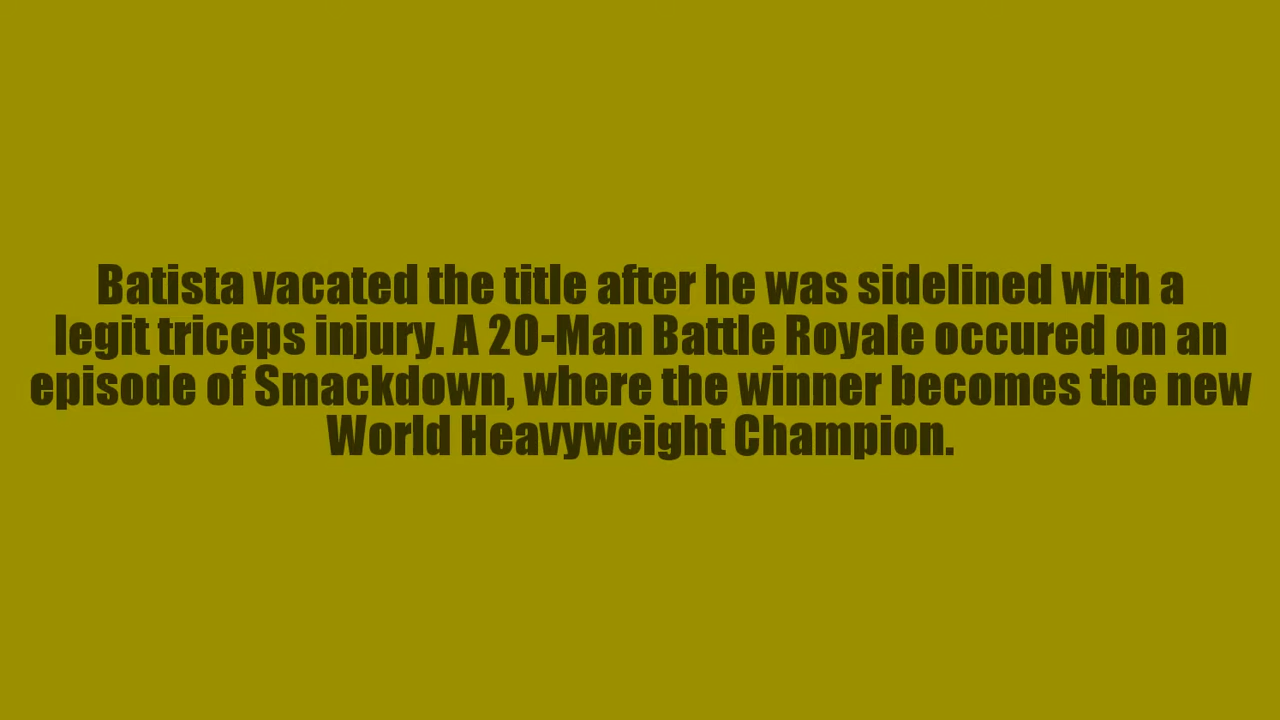 Batista vacated the title after he was sidelined with a
legit triceps injury. A 20-Man Battle Royale occured on an
episode of Smackdown, where the winner becomes the new
World Heavyweight Champion.